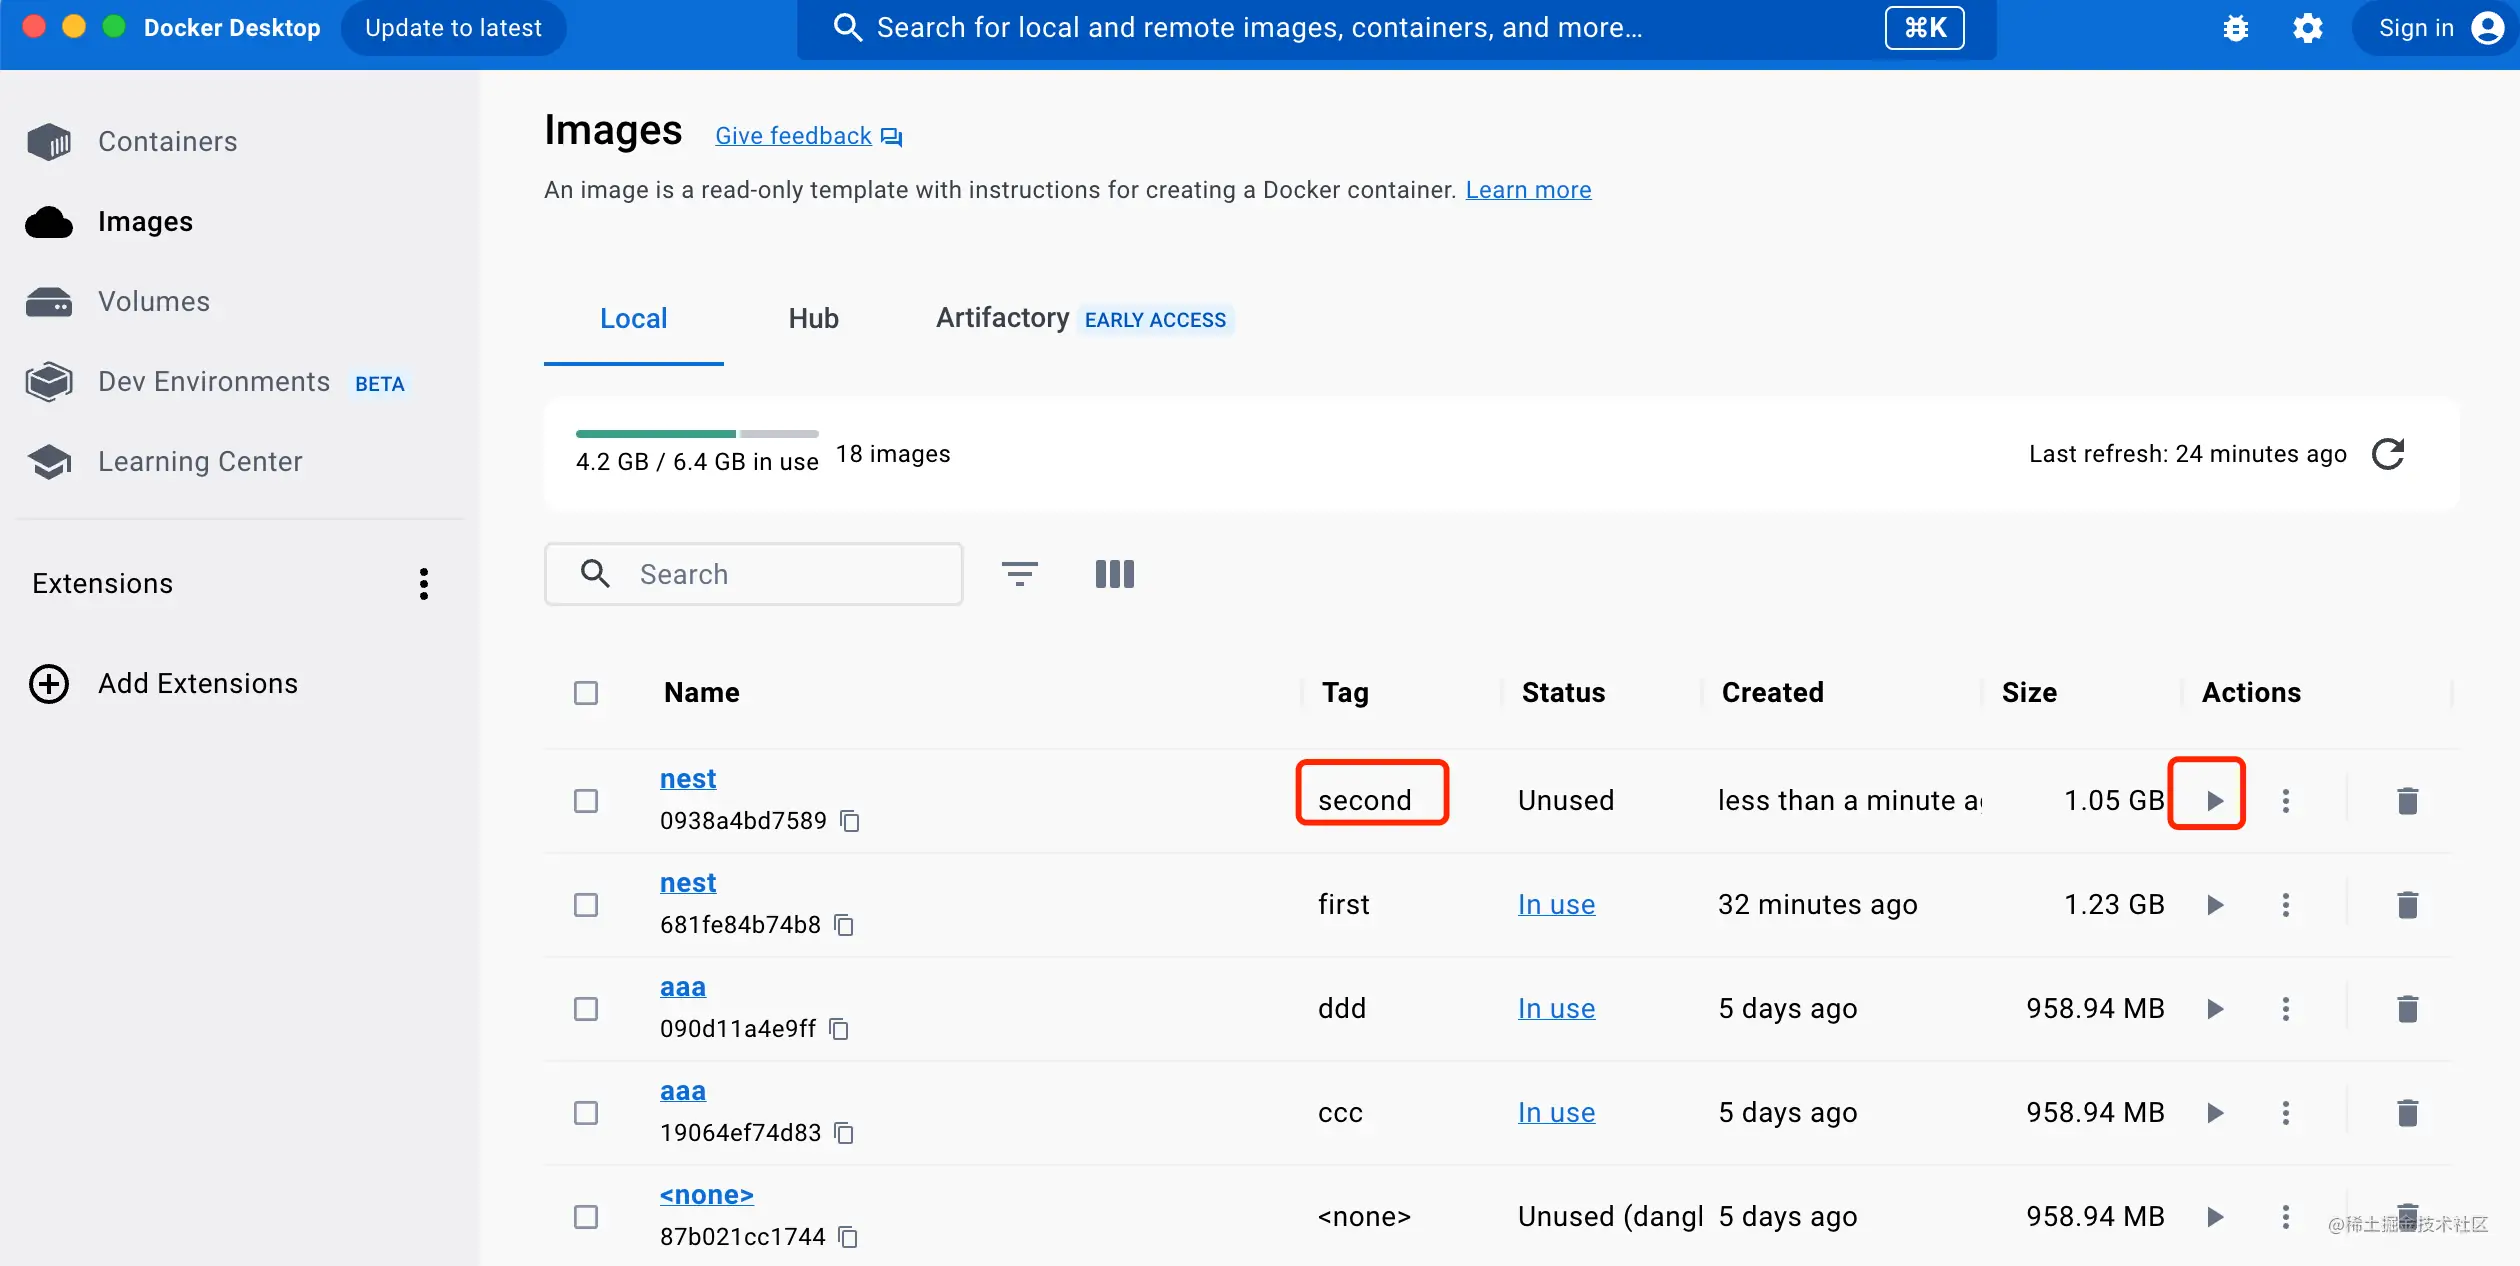 Docker Desktop
Update to latest
Search for local and remote images, containers, and more...
⌘K
Sign in
Containers
Images
Volumes
Dev Environments BETA
Learning Center
Extensions
Add Extensions
Images
Give feedback
An image is a read-only template with instructions for creating a Docker container. Learn more
Local
Hub
Artifactory EARLY ACCESS
4.2 GB / 6.4 GB in use
18 images
Last refresh: 24 minutes ago
Search
Name Tag Status Created Size Actions
nest
0938a4bd7589
second Unused less than a minute a 1.05 GB
nest
681fe84b74b8
first In use 32 minutes ago 1.23 GB
aaa
090d11a4e9ff
ddd In use 5 days ago 958.94 MB
aaa
19064ef74d83
ccc In use 5 days ago 958.94 MB
<none>
87b021cc1744
<none> Unused (dangl 5 days ago 958.94 MB
@稀土掘金技术社区